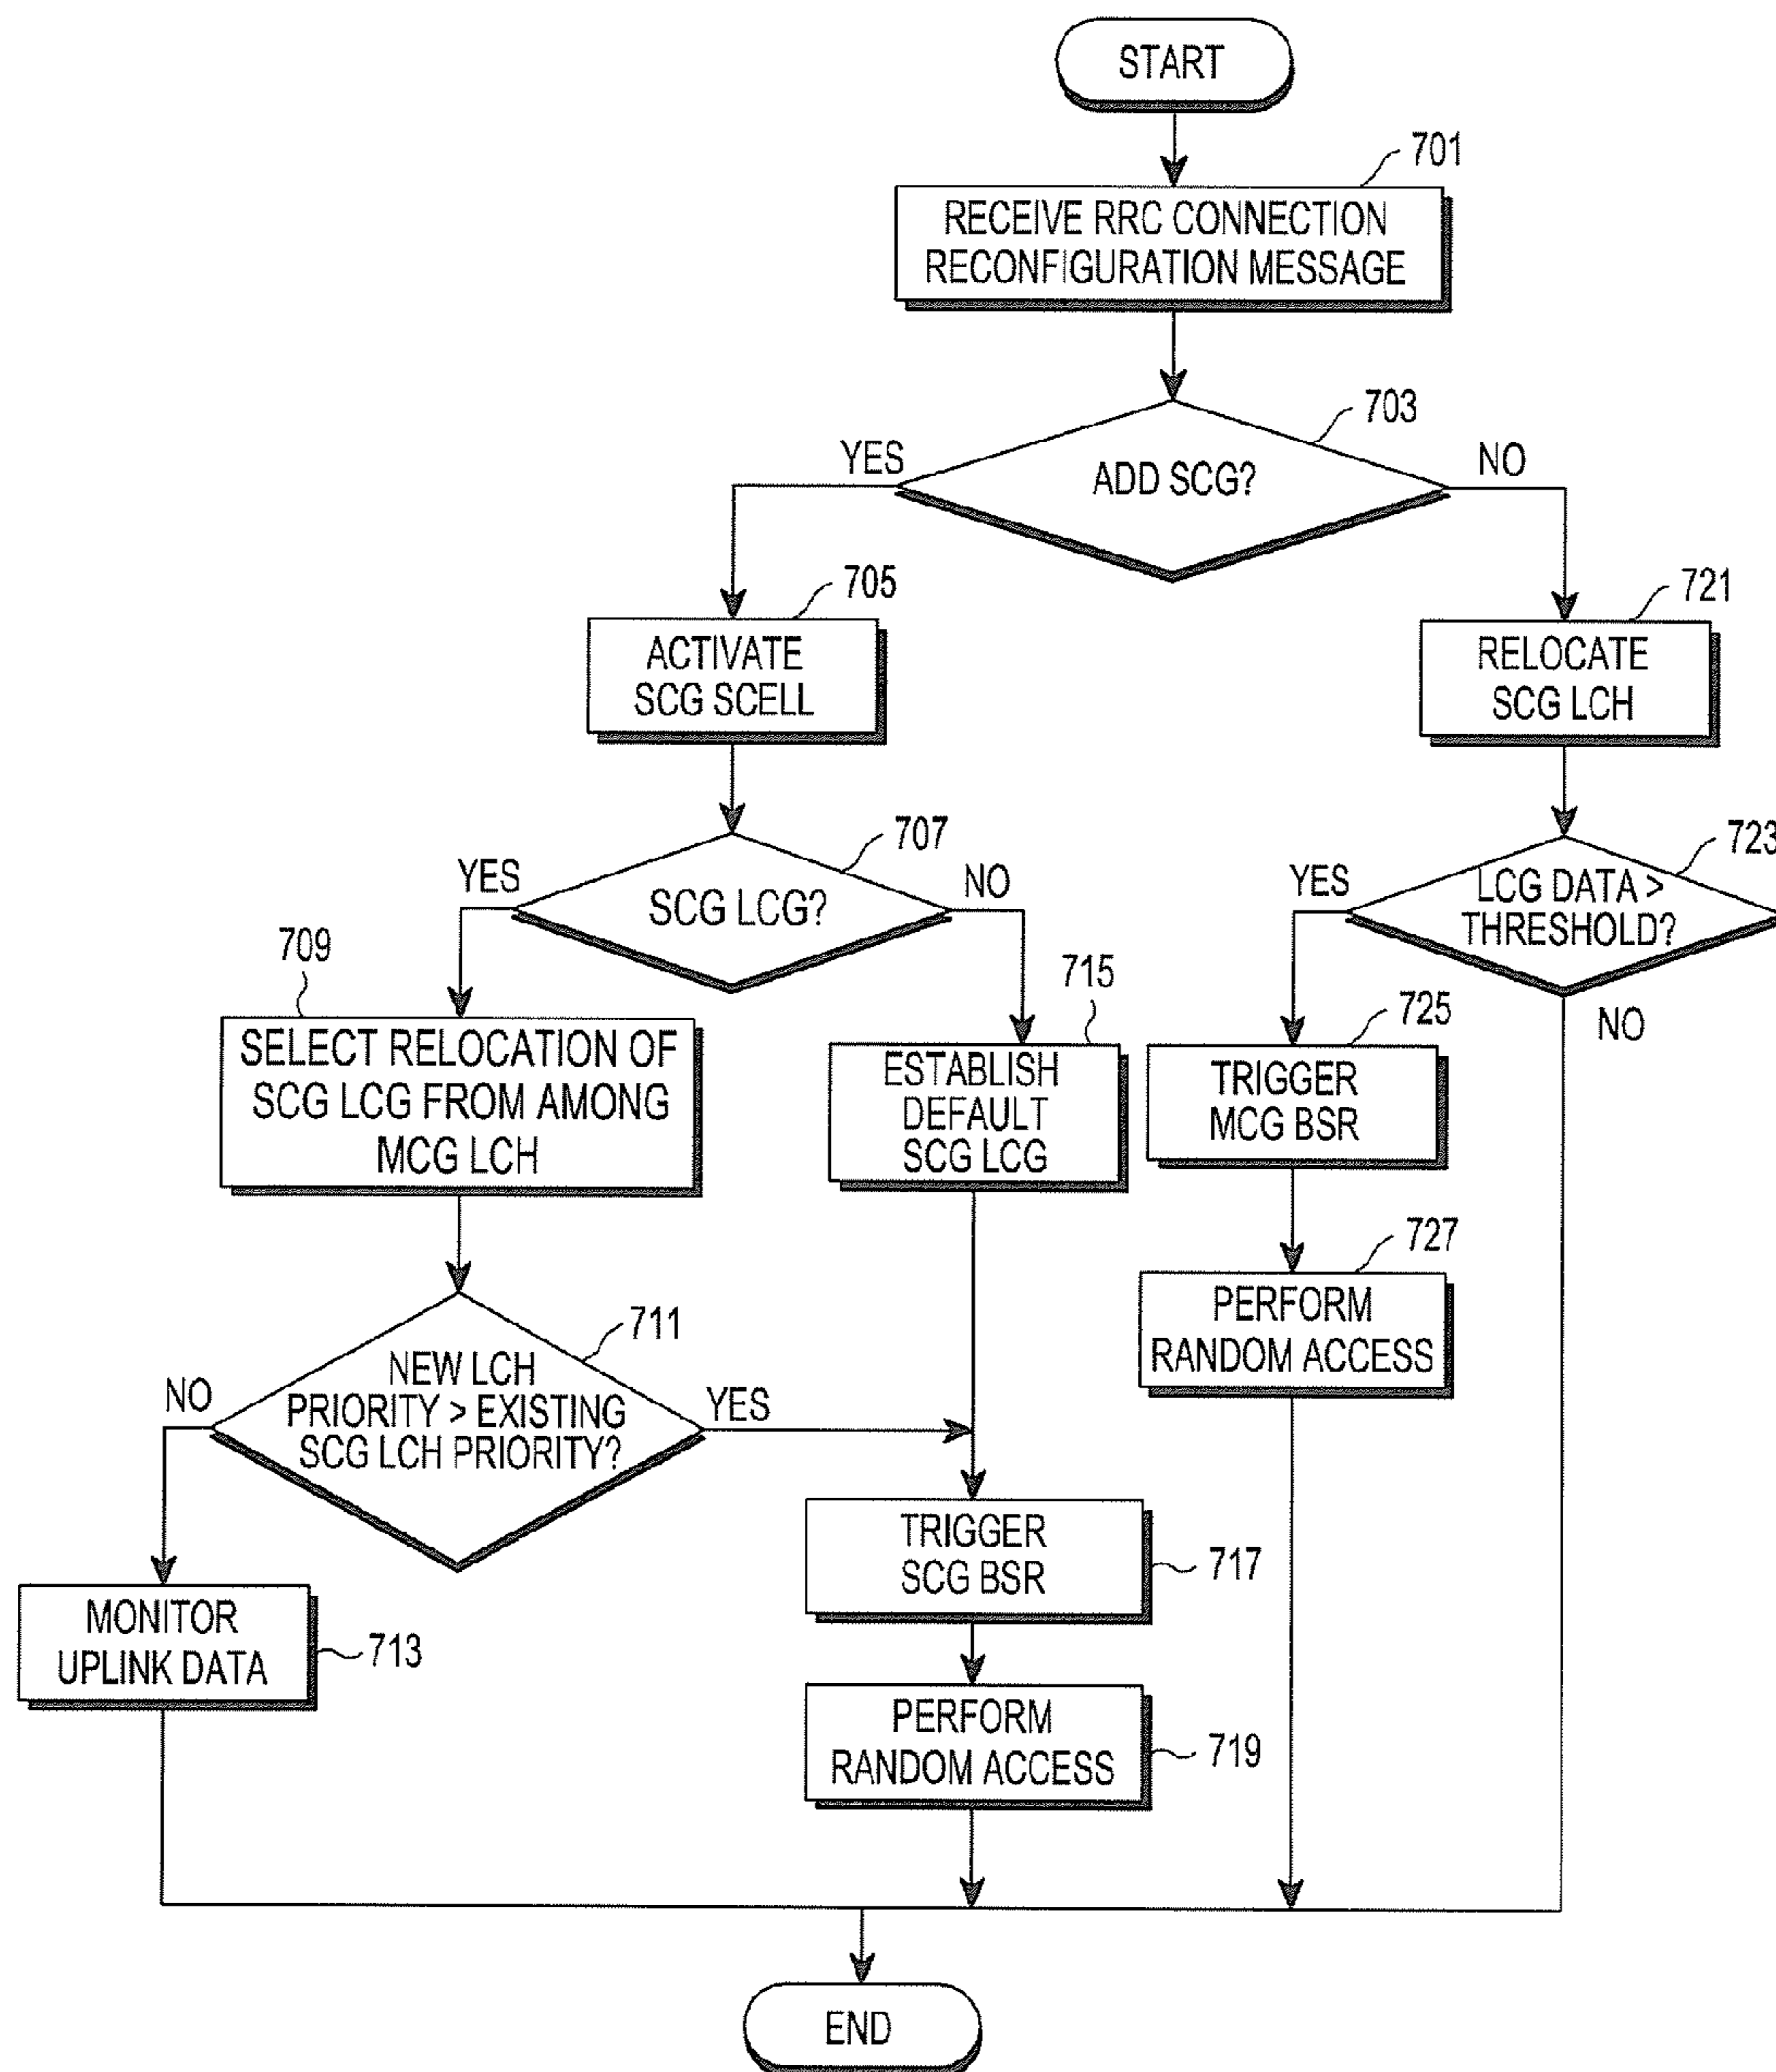 START
701
RECEIVE RRC CONNECTION
RECONFIGURATION MESSAGE
703
YES
ADD SCG?
NO
705
ACTIVATE
SCG SCELL
721
RELOCATE
SCG LCH
707
YES
SCG LCG?
NO
723
YES
LCG DATA >
THRESHOLD?
NO
709
SELECT RELOCATION OF
SCG LCG FROM AMONG
MCG LCH
715
ESTABLISH
DEFAULT
SCG LCG
725
TRIGGER
MCG BSR
727
PERFORM
RANDOM ACCESS
711
NO
NEW LCH
PRIORITY > EXISTING
SCG LCH PRIORITY?
YES
MONITOR
UPLINK DATA
713
TRIGGER
SCG BSR
717
PERFORM
RANDOM ACCESS
719
END